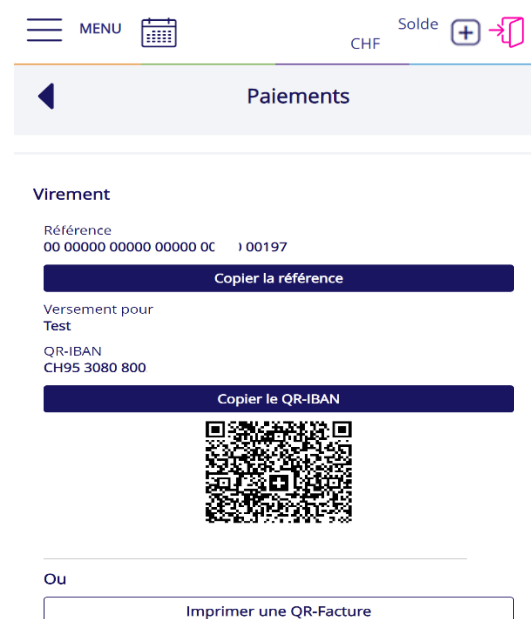 MENU
Solde
CHF
Paiements
Virement
Référence
00 00000 00000 00000 00 00197
Copier la référence
Versement pour
Test
QR-IBAN
CH95 3080 800
Copier le QR-IBAN
Ou
Imprimer une QR-Facture